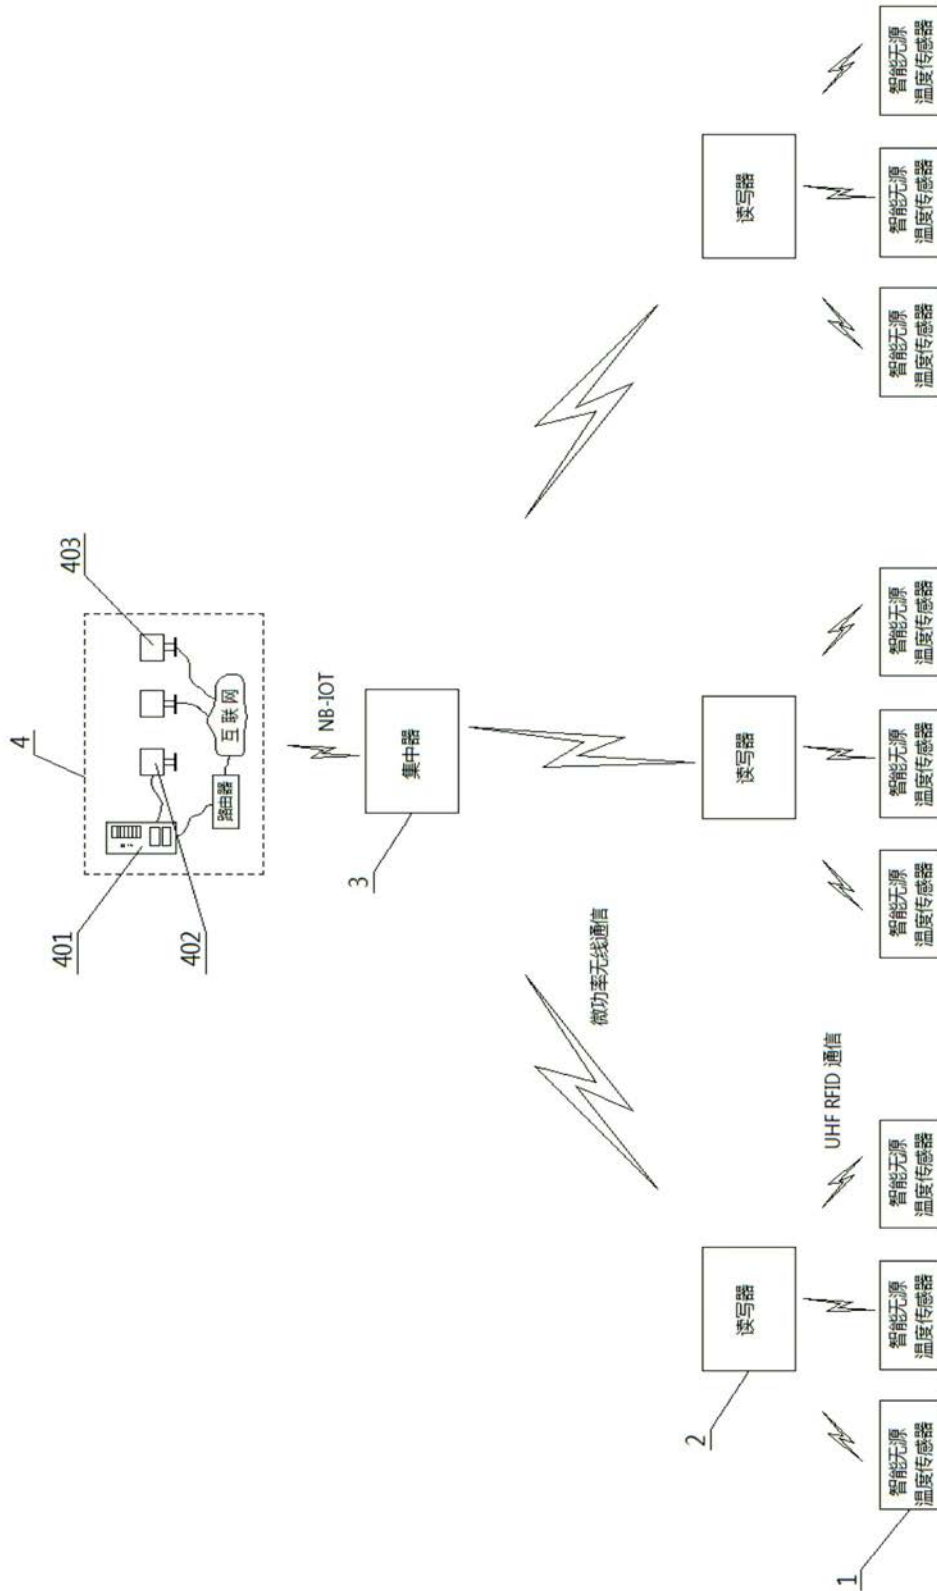 4
403
401
402
互联网
路由器
NB-IOT
集中器
3
微功率无线通信
读写器
读写器
读写器
2
UHF RFID 通信
智能无源
温度传感器
智能无源
温度传感器
智能无源
温度传感器
智能无源
温度传感器
智能无源
温度传感器
智能无源
温度传感器
智能无源
温度传感器
智能无源
温度传感器
智能无源
温度传感器
1